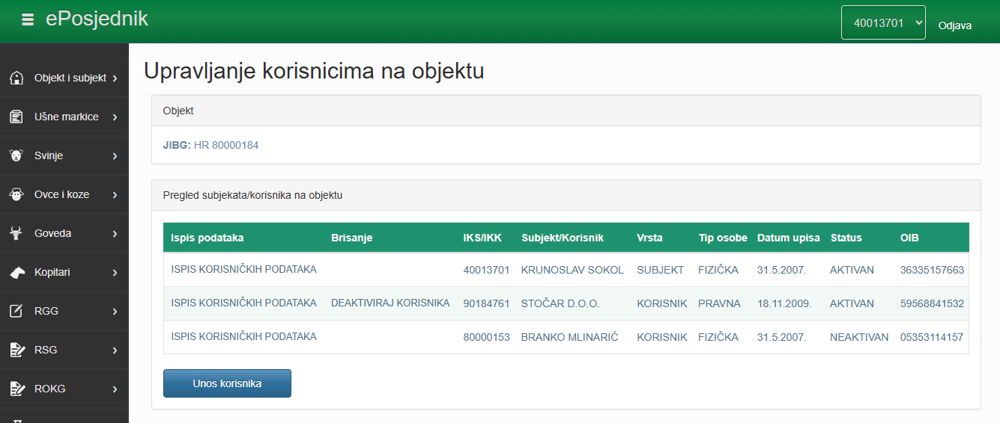 ePosjednik
40013701
Odjava
Objekt i subjekt
Ušne markice
Svinje
Ovce i koze
Goveda
Kopitari
RGG
RSG
ROKG
Upravljanje korisnicima na objektu
Objekt
JIBG: HR 80000184
Pregled subjekata/korisnika na objektu
Ispis podataka Brisanje IKS/IKK Subjekt/Korisnik Vrsta Tip osobe Datum upisa Status OIB
ISPIS KORISNIČKIH PODATAKA 40013701 KRUNOSLAV SOKOL SUBJEKT FIZIČKA 31.5.2007. AKTIVAN 36335157663
ISPIS KORISNIČKIH PODATAKA DEAKTIVIRAJ KORISNIKA 90184761 STOČAR D.O.O. KORISNIK PRAVNA 18.11.2009. AKTIVAN 59568841532
ISPIS KORISNIČKIH PODATAKA 80000153 BRANKO MLINARIĆ KORISNIK FIZIČKA 31.5.2007. NEAKTIVAN 05353114157
Unos korisnika